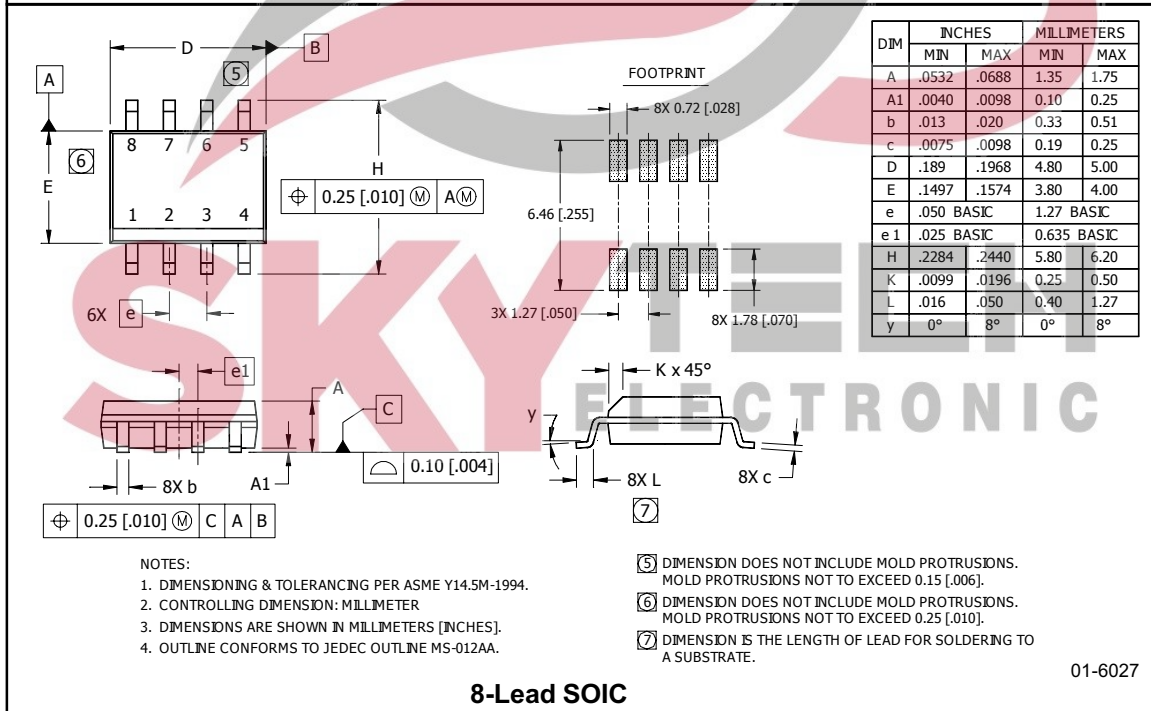 D
B
A
5
8 7 6 5
6
E
H
⌖ 0.25 [.010] Ⓜ A Ⓜ
1 2 3 4
6X e
FOOTPRINT
8X 0.72 [.028]
6.46 [.255]
3X 1.27 [.050]
8X 1.78 [.070]
DIM INCHES MILLIMETERS
MIN MAX MIN MAX
A .0532 .0688 1.35 1.75
A1 .0040 .0098 0.10 0.25
b .013 .020 0.33 0.51
c .0075 .0098 0.19 0.25
D .189 .1968 4.80 5.00
E .1497 .1574 3.80 4.00
e .050 BASIC 1.27 BASIC
e 1 .025 BASIC 0.635 BASIC
H .2284 .2440 5.80 6.20
K .0099 .0196 0.25 0.50
L .016 .050 0.40 1.27
y 0° 8° 0° 8°
SKYTECH
ELECTRONIC
e1
A
C
8X b
A1
⌓ 0.10 [.004]
⌖ 0.25 [.010] Ⓜ C A B
K x 45°
y
8X L
8X c
7
NOTES:
1. DIMENSIONING & TOLERANCING PER ASME Y14.5M-1994.
2. CONTROLLING DIMENSION: MILLIMETER
3. DIMENSIONS ARE SHOWN IN MILLIMETERS [INCHES].
4. OUTLINE CONFORMS TO JEDEC OUTLINE MS-012AA.
5 DIMENSION DOES NOT INCLUDE MOLD PROTRUSIONS.
MOLD PROTRUSIONS NOT TO EXCEED 0.15 [.006].
6 DIMENSION DOES NOT INCLUDE MOLD PROTRUSIONS.
MOLD PROTRUSIONS NOT TO EXCEED 0.25 [.010].
7 DIMENSION IS THE LENGTH OF LEAD FOR SOLDERING TO
A SUBSTRATE.
01-6027
8-Lead SOIC